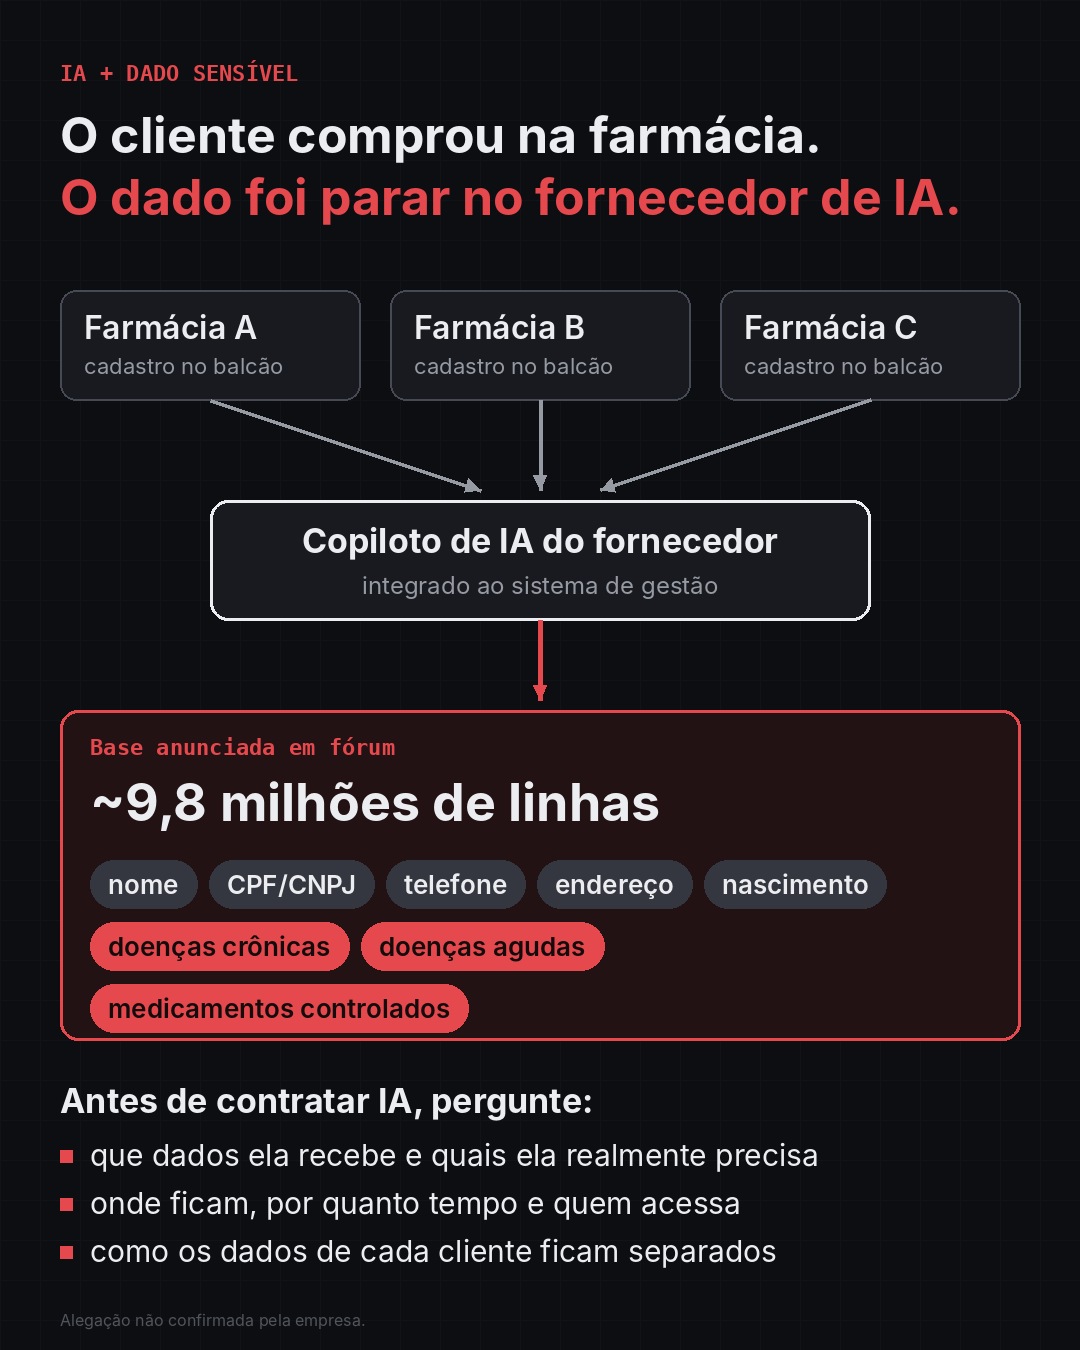 IA + DADO SENSÍVEL
O cliente comprou na farmácia.
O dado foi parar no fornecedor de IA.
Farmácia A
cadastro no balcão
Farmácia B
cadastro no balcão
Farmácia C
cadastro no balcão
Copiloto de IA do fornecedor
integrado ao sistema de gestão
Base anunciada em fórum
~9,8 milhões de linhas
nome CPF/CNPJ telefone endereço nascimento
doenças crônicas doenças agudas
medicamentos controlados
Antes de contratar IA, pergunte:
que dados ela recebe e quais ela realmente precisa
onde ficam, por quanto tempo e quem acessa
como os dados de cada cliente ficam separados
Alegação não confirmada pela empresa.